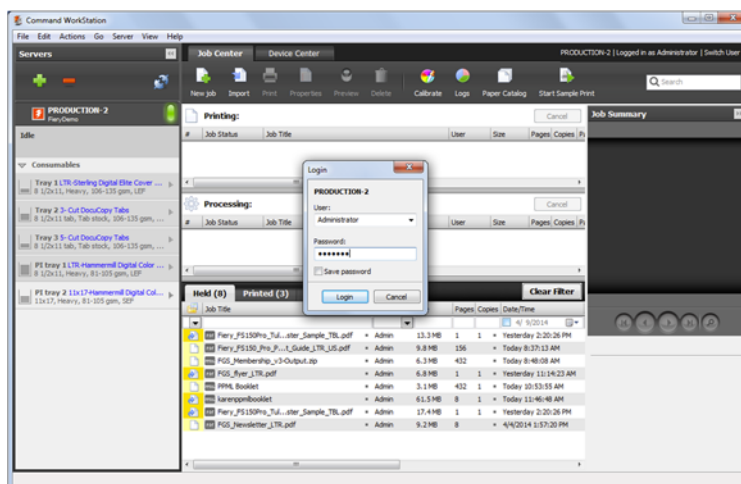 Command WorkStation
File Edit Actions Go Server View Help
Servers
Job Center Device Center
PRODUCTION-2 | Logged in as Administrator | Switch User
New job Import Print Properties Preview Delete Calibrate Logs Paper Catalog Start Sample Print
Search
PRODUCTION-2
FieryDemo
Idle
Consumables
Tray 1 LTR-Sterling Digital Elite Cover ...
8 1/2x11, Heavy, 106-135 gsm, LEF
Tray 2 3- Cut DocuCopy Tabs
8 1/2x11 tab, Tab stock, 106-135 gsm, ...
Tray 3 5- Cut DocuCopy Tabs
8 1/2x11 tab, Tab stock, 106-135 gsm, ...
PI tray 1 LTR-Hammermill Digital Color ...
8 1/2x11, Heavy, 81-105 gsm, LEF
PI tray 2 11x17-Hammermill Digital Col...
11x17, Heavy, 81-105 gsm, SEF
Printing:
Cancel
# Job Status Job Title User Size Pages Copies
Processing:
Cancel
# Job Status Job Title User Size Pages Copies
Login
PRODUCTION-2
User:
Administrator
Password:
Save password
Login Cancel
Held (8) Printed (3)
Clear Filter
Job Title Pages Copies Date/Time
4/ 9/2014
Fiery_FS150Pro_Tul...ster_Sample_TBL.pdf Admin 13.3 MB 1 1 Yesterday 2:20:26 PM
Fiery_FS150_Pro_P...t_Guide_LTR_US.pdf Admin 9.8 MB 156 Today 8:37:13 AM
FGS_Membership_v3-Output.zip Admin 6.3 MB 432 Today 8:48:08 AM
FGS_flyer_LTR.pdf Admin 6.8 MB 1 1 Yesterday 11:14:23 AM
PPML Booklet Admin 3.1 MB 432 1 Today 10:53:55 AM
karenppmlbooklet Admin 61.5 MB 8 1 Today 11:46:48 AM
Fiery_FS150Pro_Tul...ster_Sample_TBL.pdf Admin 17.4 MB 1 1 Yesterday 2:20:26 PM
FGS_Newsletter_LTR.pdf Admin 9.2 MB 8 4/4/2014 1:57:20 PM
Job Summary